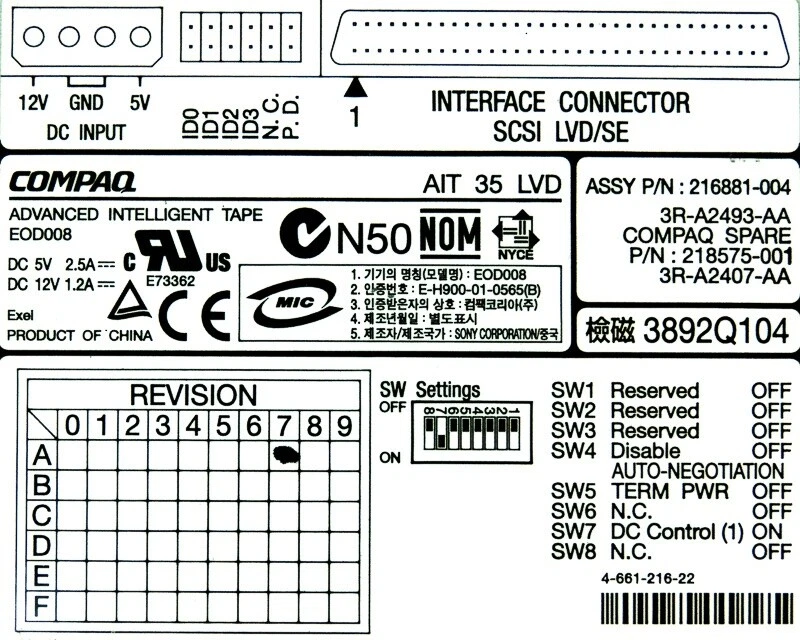 12V GND 5V
DC INPUT
ID0
ID1
ID2
ID3
N.C.
P.D.
1
INTERFACE CONNECTOR
SCSI LVD/SE
COMPAQ
AIT 35 LVD
ADVANCED INTELLIGENT TAPE
EOD008
DC 5V 2.5A
DC 12V 1.2A
Exel
PRODUCT OF CHINA
C RU US
E73362
CE
N50
NOM
NYCE
MIC
1. 기기의 명칭(모델명) : EOD008
2. 인증번호 : E-H900-01-0565(B)
3. 인증받은자의 상호 : 컴팩코리아(주)
4. 제조년월일 : 별도표시
5. 제조자/제조국가 : SONY CORPORATION/중국
ASSY P/N : 216881-004
3R-A2493-AA
COMPAQ SPARE
P/N : 218575-001
3R-A2407-AA
檢磁 3892Q104
REVISION
0 1 2 3 4 5 6 7 8 9
A
B
C
D
E
F
SW Settings
OFF
8 7 6 5 4 3 2 1
ON
SW1 Reserved OFF
SW2 Reserved OFF
SW3 Reserved OFF
SW4 Disable OFF
AUTO-NEGOTIATION
SW5 TERM PWR OFF
SW6 N.C. OFF
SW7 DC Control (1) ON
SW8 N.C. OFF
4-661-216-22